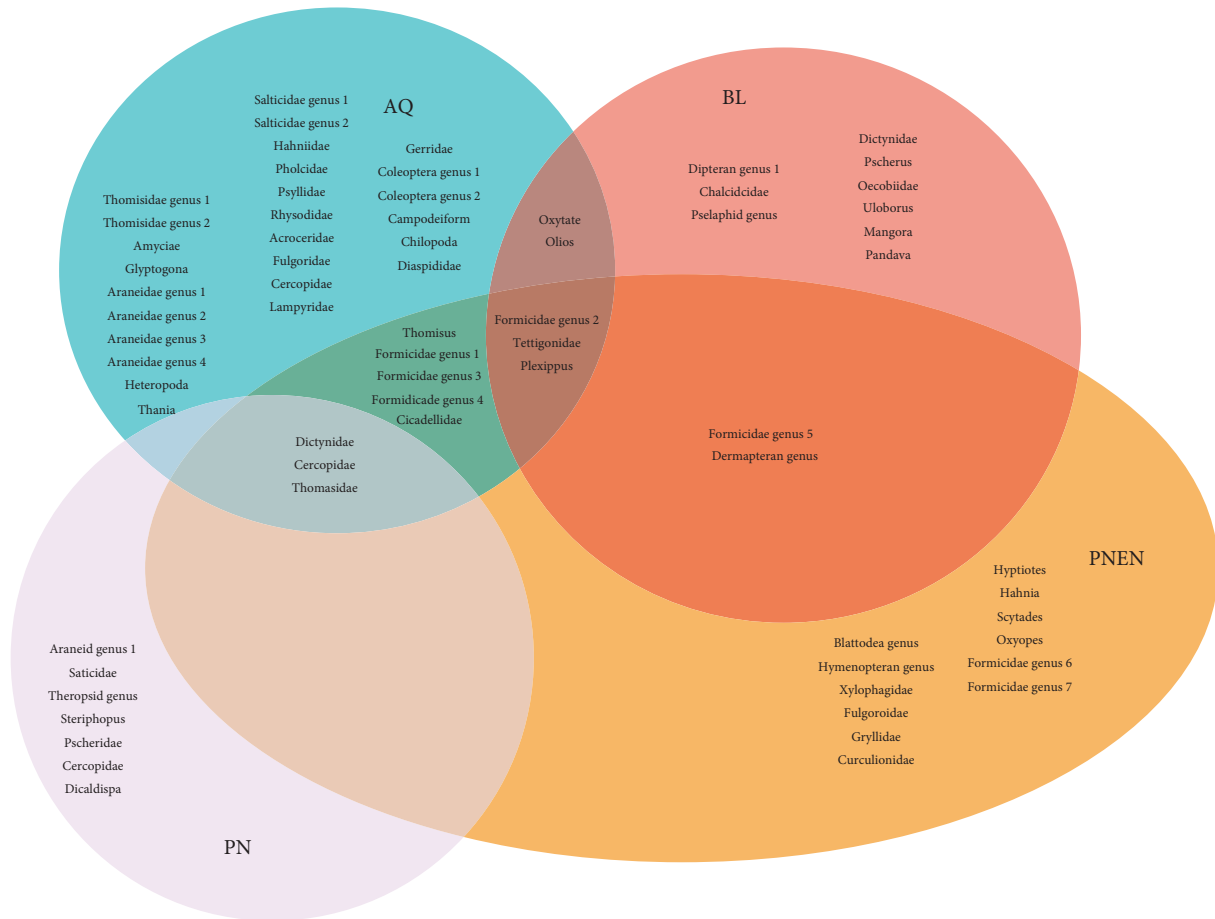 AQ
Salticidae genus 1
Salticidae genus 2
Hahniidae
Pholcidae
Psyllidae
Rhysodidae
Acroceridae
Fulgoridae
Cercopidae
Lampyridae
Gerridae
Coleoptera genus 1
Coleoptera genus 2
Campodeiform
Chilopoda
Diaspididae
Thomisidae genus 1
Thomisidae genus 2
Amyciae
Glyptogona
Araneidae genus 1
Araneidae genus 2
Araneidae genus 3
Araneidae genus 4
Heteropoda
Thania
BL
Dipteran genus 1
Chalcidcidae
Pselaphid genus
Dictynidae
Pscherus
Oecobiidae
Uloborus
Mangora
Pandava
Oxytate
Olios
Formicidae genus 2
Tettigonidae
Plexippus
Thomisus
Formicidae genus 1
Formicidae genus 3
Formidicade genus 4
Cicadellidae
Dictynidae
Cercopidae
Thomasidae
Formicidae genus 5
Dermapteran genus
PNEN
Hyptiotes
Hahnia
Scytades
Oxyopes
Formicidae genus 6
Formicidae genus 7
Blattodea genus
Hymenopteran genus
Xylophagidae
Fulgoroidae
Gryllidae
Curculionidae
Araneid genus 1
Saticidae
Theropsid genus
Steriphopus
Pscheridae
Cercopidae
Dicaldispa
PN